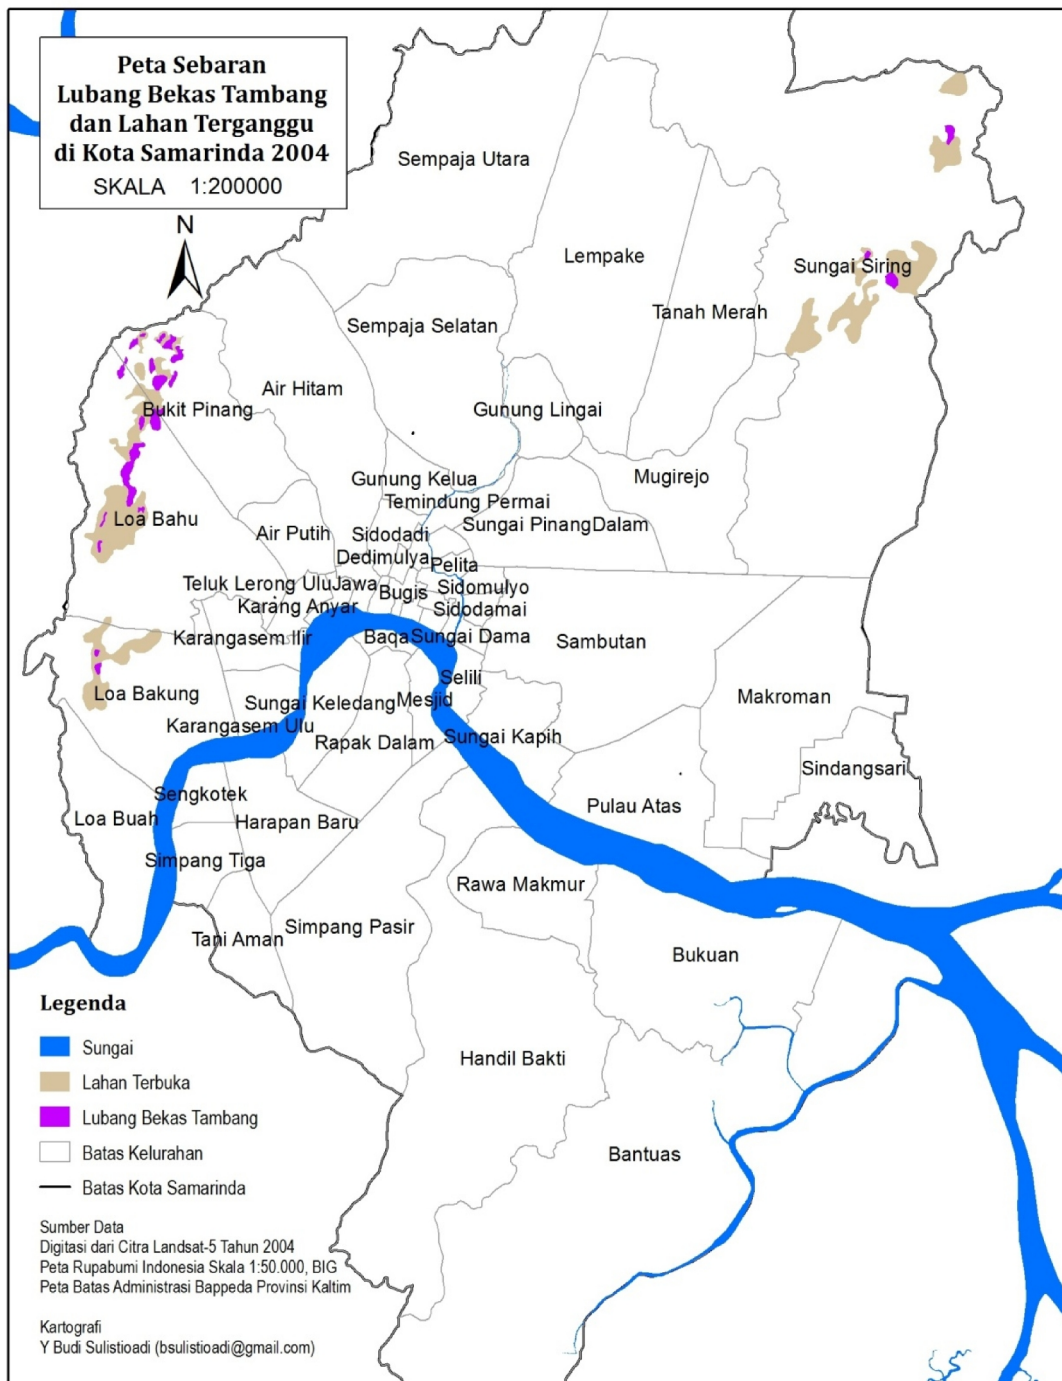 Peta Sebaran
Lubang Bekas Tambang
dan Lahan Terganggu
di Kota Samarinda 2004
SKALA 1:200000
N
Sempaja Utara
Lempake
Sungai Siring
Tanah Merah
Sempaja Selatan
Air Hitam
Bukit Pinang
Gunung Lingai
Mugirejo
Gunung Kelua
Temindung Permai
Loa Bahu
Air Putih
Sidodadi
Sungai Pinang Dalam
Dedimulya
Pelita
Teluk Lerong Ulu
Jawa
Bugis
Sidomulyo
Karang Anyar
Sidodamai
Karangasem Ilir
Baqa
Sungai Dama
Sambutan
Selili
Loa Bakung
Sungai Keledang
Mesjid
Makroman
Karangasem Ulu
Rapak Dalam
Sungai Kapih
Sindangsari
Sengkotek
Loa Buah
Harapan Baru
Pulau Atas
Simpang Tiga
Rawa Makmur
Tani Aman
Simpang Pasir
Bukuan
Handil Bakti
Bantuas
Legenda
Sungai
Lahan Terbuka
Lubang Bekas Tambang
Batas Kelurahan
Batas Kota Samarinda
Sumber Data
Digitasi dari Citra Landsat-5 Tahun 2004
Peta Rupabumi Indonesia Skala 1:50.000, BIG
Peta Batas Administrasi Bappeda Provinsi Kaltim
Kartografi
Y Budi Sulistioadi (bsulistioadi@gmail.com)